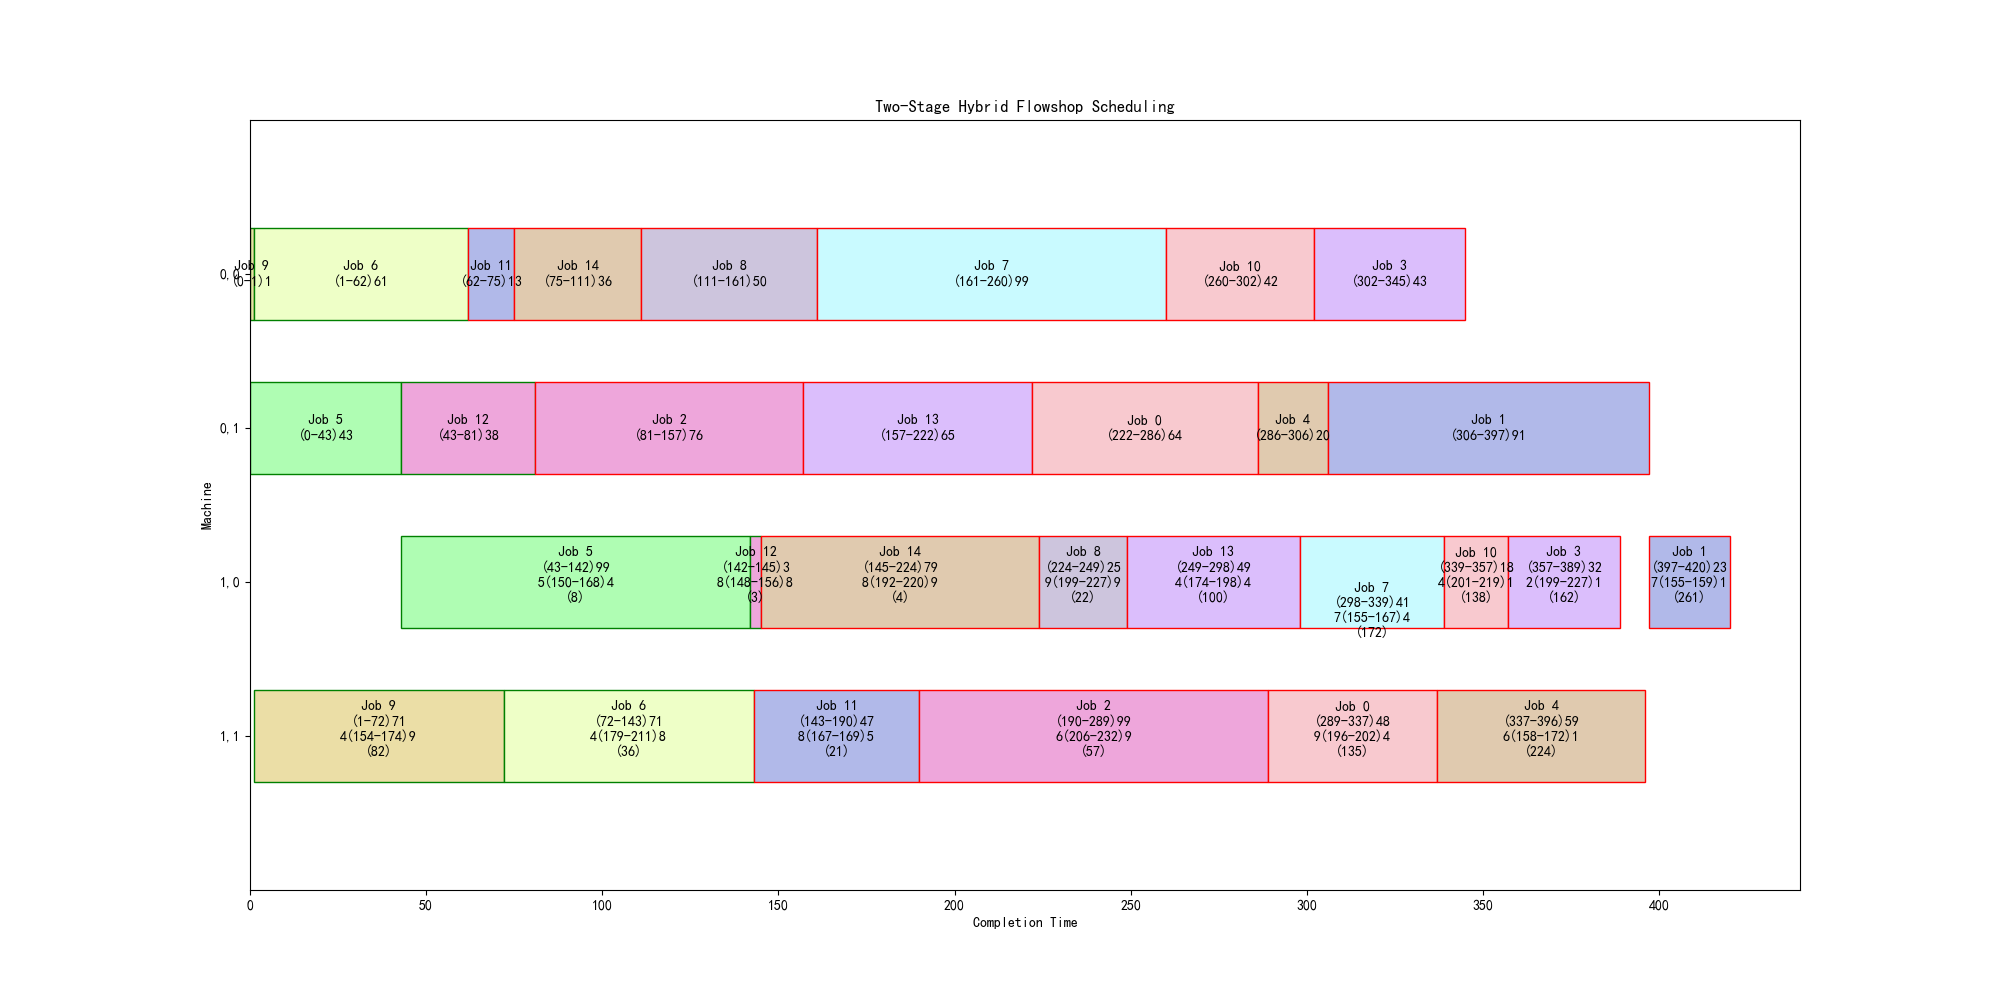 Two-Stage Hybrid Flowshop Scheduling
Machine
0,0
Job 9
(0-1)1
Job 6
(1-62)61
Job 11
(62-75)13
Job 14
(75-111)36
Job 8
(111-161)50
Job 7
(161-260)99
Job 10
(260-302)42
Job 3
(302-345)43
0,1
Job 5
(0-43)43
Job 12
(43-81)38
Job 2
(81-157)76
Job 13
(157-222)65
Job 0
(222-286)64
Job 4
(286-306)20
Job 1
(306-397)91
1,0
Job 5
(43-142)99
5(150-168)4
(8)
Job 12
(142-145)3
8(148-156)8
(3)
Job 14
(145-224)79
8(192-220)9
(4)
Job 8
(224-249)25
9(199-227)9
(22)
Job 13
(249-298)49
4(174-198)4
(100)
Job 7
(298-339)41
7(155-167)4
(172)
Job 10
(339-357)18
4(201-219)1
(138)
Job 3
(357-389)32
2(199-227)1
(162)
Job 1
(397-420)23
7(155-159)1
(261)
1,1
Job 9
(1-72)71
4(154-174)9
(82)
Job 6
(72-143)71
4(179-211)8
(36)
Job 11
(143-190)47
8(167-169)5
(21)
Job 2
(190-289)99
6(206-232)9
(57)
Job 0
(289-337)48
9(196-202)4
(135)
Job 4
(337-396)59
6(158-172)1
(224)
0
50
100
150
200
250
300
350
400
Completion Time